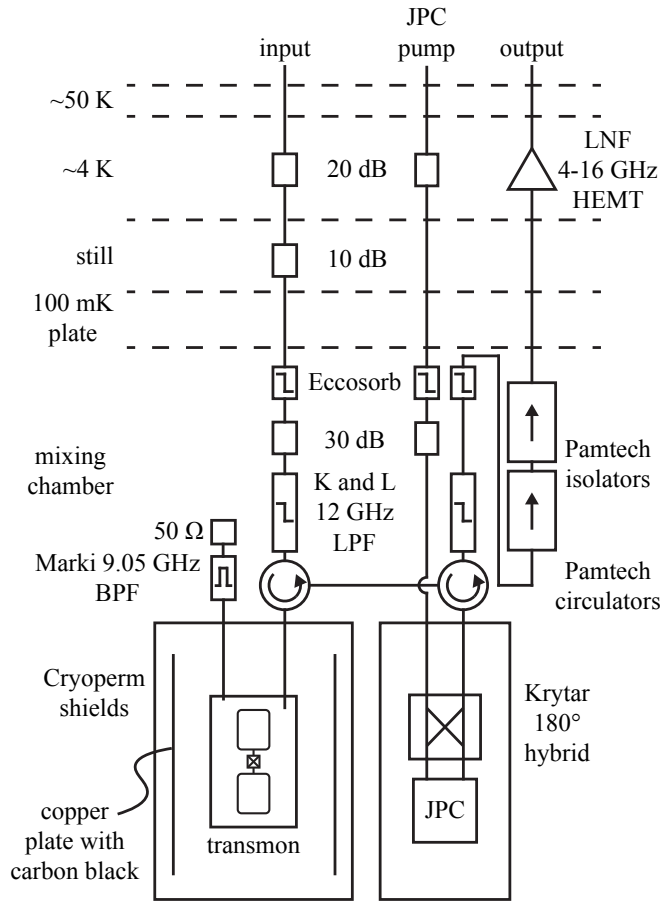 JPC
input
pump
output
~50 K
LNF
~4 K
20 dB
4-16 GHz
HEMT
still
10 dB
100 mK
plate
Eccosorb
30 dB
mixing
chamber
Pamtech
isolators
K and L
12 GHz
LPF
50 Ω
Marki 9.05 GHz
BPF
Pamtech
circulators
Cryoperm
shields
Krytar
180°
hybrid
copper
plate with
carbon black
transmon
JPC